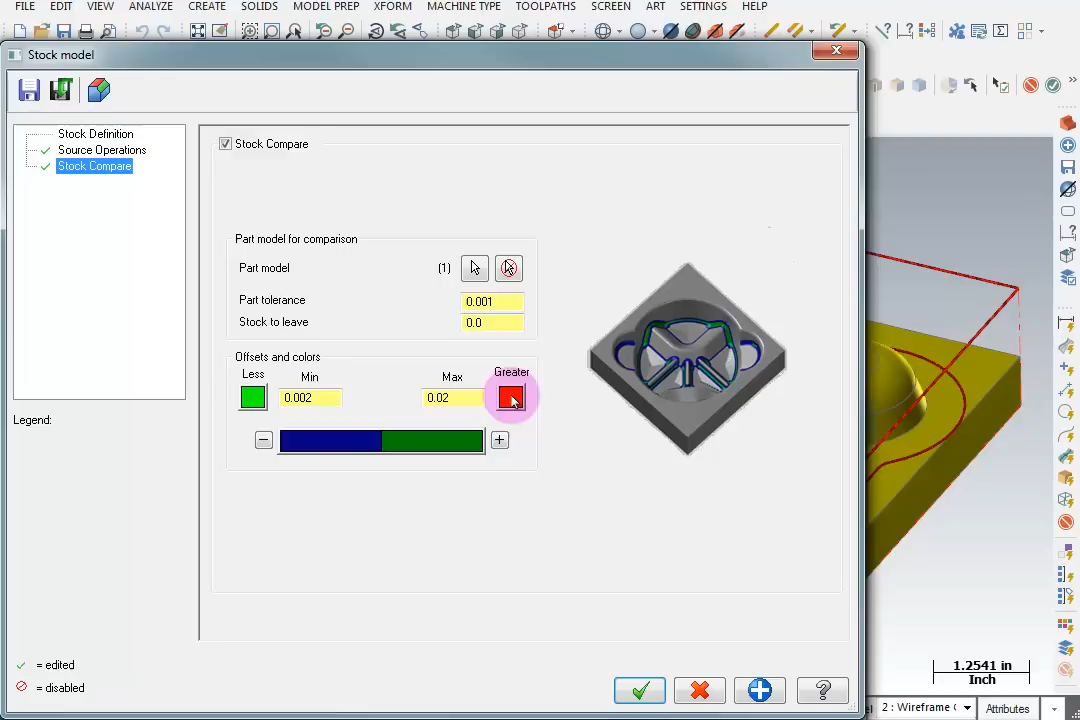 FILE EDIT VIEW ANALYZE CREATE SOLIDS MODEL PREP XFORM MACHINE TYPE TOOLPATHS SCREEN ART SETTINGS HELP
Stock model
Stock Definition
Source Operations
Stock Compare
Legend:
= edited
= disabled
Stock Compare
Part model for comparison
Part model (1)
Part tolerance 0.001
Stock to leave 0.0
Offsets and colors
Less Min Max Greater
0.002 0.02
1.2541 in
Inch
2 : Wireframe
Attributes